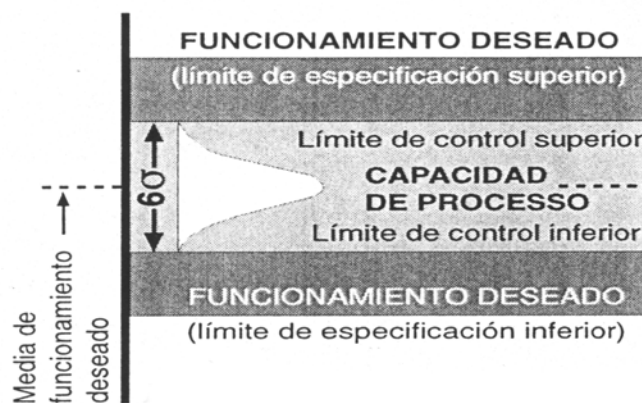 FUNCIONAMIENTO DESEADO
(límite de especificación superior)
Límite de control superior
6σ
CAPACIDAD
DE PROCESSO
Límite de control inferior
FUNCIONAMIENTO DESEADO
(límite de especificación inferior)
Media de
funcionamiento
deseado